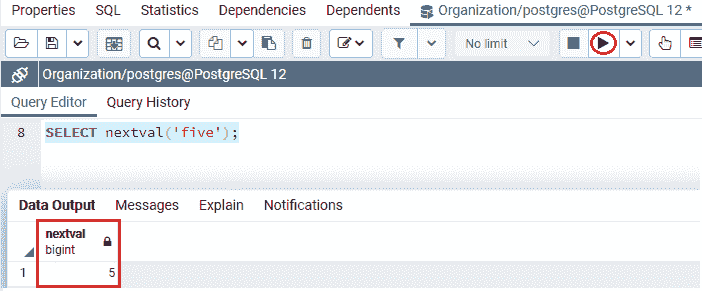 Properties SQL Statistics Dependencies Dependents Organization/postgres@PostgreSQL 12 *
No limit
Organization/postgres@PostgreSQL 12
Query Editor Query History
8 SELECT nextval('five');
Data Output Messages Explain Notifications
nextval
bigint
1 5